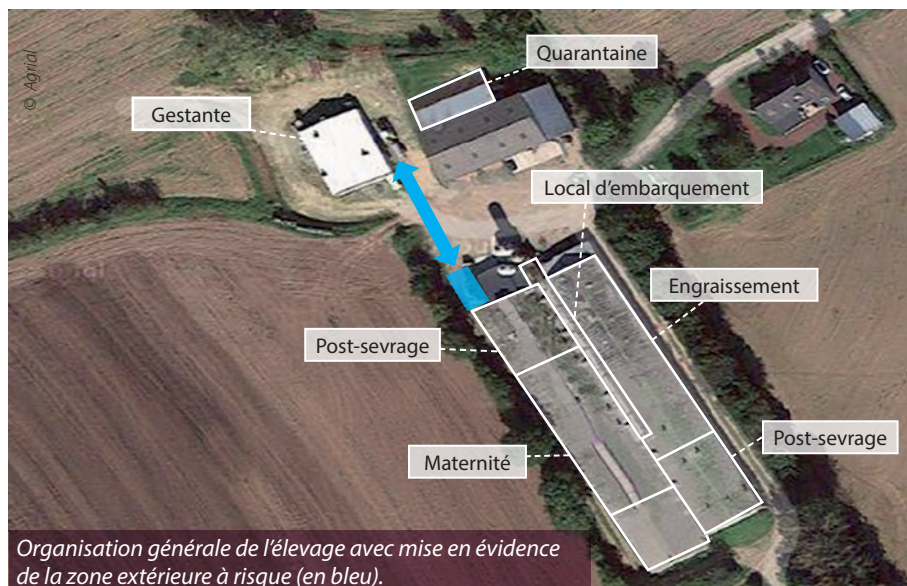 © Agrial
Quarantaine
Gestante
Local d’embarquement
Engraissement
Post-sevrage
Post-sevrage
Maternité
Organisation générale de l’élevage avec mise en évidence
de la zone extérieure à risque (en bleu).